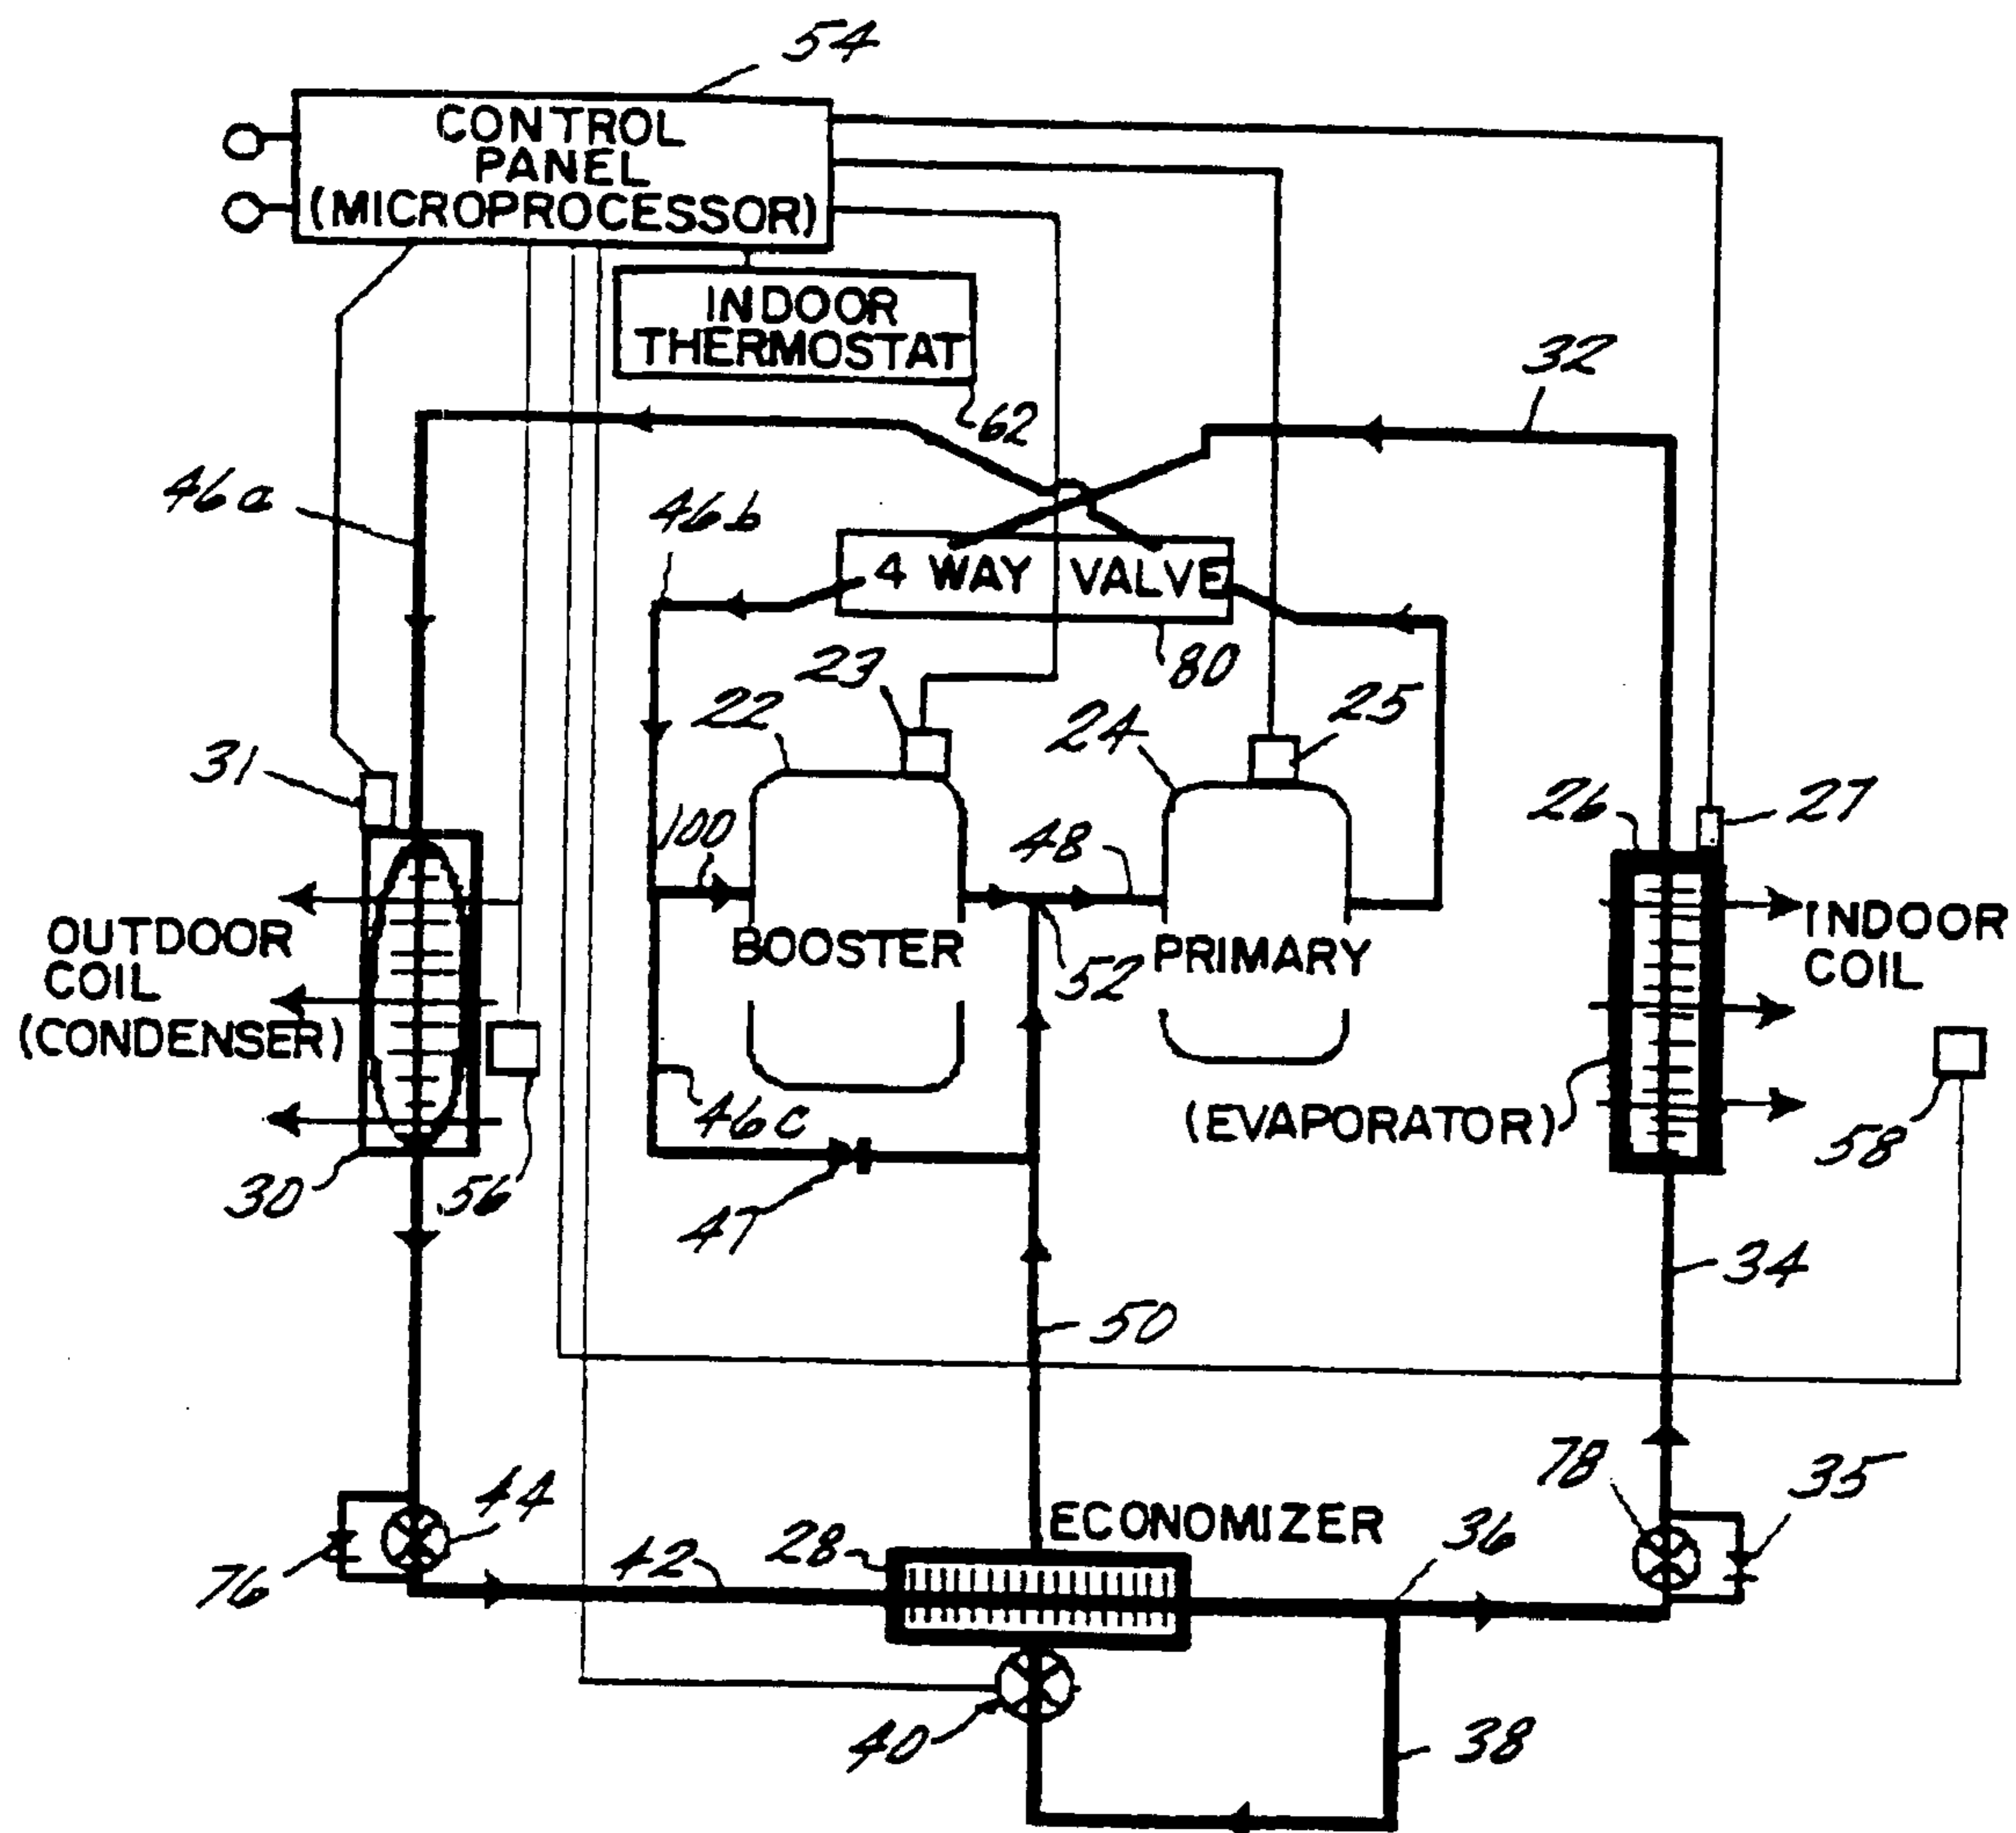 54
CONTROL
PANEL
(MICROPROCESSOR)
INDOOR
THERMOSTAT
62
32
46a
46b
4 WAY VALVE
80
23
22
24
25
31
100
48
26
27
OUTDOOR
COIL
(CONDENSER)
BOOSTER
52
PRIMARY
INDOOR
COIL
46c
(EVAPORATOR)
58
30
56
47
34
50
44
78
35
ECONOMIZER
76
42
28
36
40
38